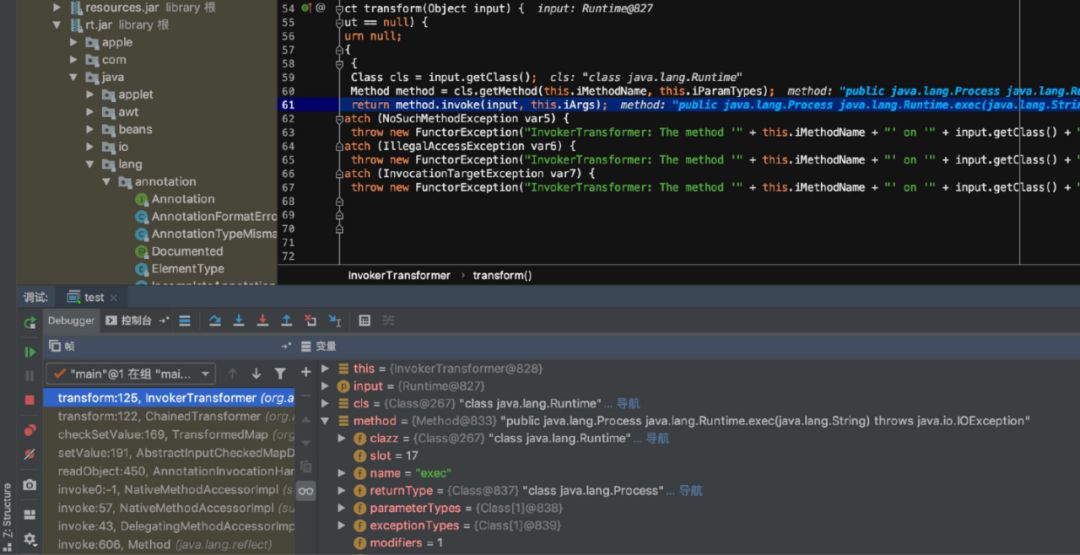 resources.jar library 根
rt.jar library 根
apple
com
java
applet
awt
beans
io
lang
annotation
Annotation
AnnotationFormatErro
AnnotationTypeMisma
Documented
ElementType
54 ct transform(Object input) { input: Runtime@827
55 ut == null) {
56 urn null;
57 {
58 {
59 Class cls = input.getClass(); cls: "class java.lang.Runtime"
60 Method method = cls.getMethod(this.iMethodName, this.iParamTypes); method: "public java.lang.Process java.lang.Ru
61 return method.invoke(input, this.iArgs); method: "public java.lang.Process java.lang.Runtime.exec(java.lang.Strin
62 atch (NoSuchMethodException var5) {
63 throw new FunctorException("InvokerTransformer: The method '" + this.iMethodName + "' on '" + input.getClass() + "
64 atch (IllegalAccessException var6) {
65 throw new FunctorException("InvokerTransformer: The method '" + this.iMethodName + "' on '" + input.getClass() + "
66 atch (InvocationTargetException var7) {
67 throw new FunctorException("InvokerTransformer: The method '" + this.iMethodName + "' on '" + input.getClass() + "
68
69
70
71
72
InvokerTransformer › transform()
调试: test ×
Debugger 控制台
帧
变量
"main"@1 在组 "mai...
transform:125, InvokerTransformer (org.a
transform:122, ChainedTransformer (org.a
checkSetValue:169, TransformedMap (org.a
setValue:191, AbstractInputCheckedMapD
readObject:450, AnnotationInvocationHan
invoke0:-1, NativeMethodAccessorImpl (su
invoke:57, NativeMethodAccessorImpl (su
invoke:43, DelegatingMethodAccessorImp
invoke:606, Method (java.lang.reflect)
this = {InvokerTransformer@828}
input = {Runtime@827}
cls = {Class@267} "class java.lang.Runtime" ... 导航
method = {Method@833} "public java.lang.Process java.lang.Runtime.exec(java.lang.String) throws java.io.IOException"
clazz = {Class@267} "class java.lang.Runtime" ... 导航
slot = 17
name = "exec"
returnType = {Class@837} "class java.lang.Process" ... 导航
parameterTypes = {Class[1]@838}
exceptionTypes = {Class[1]@839}
modifiers = 1
Z: Structure